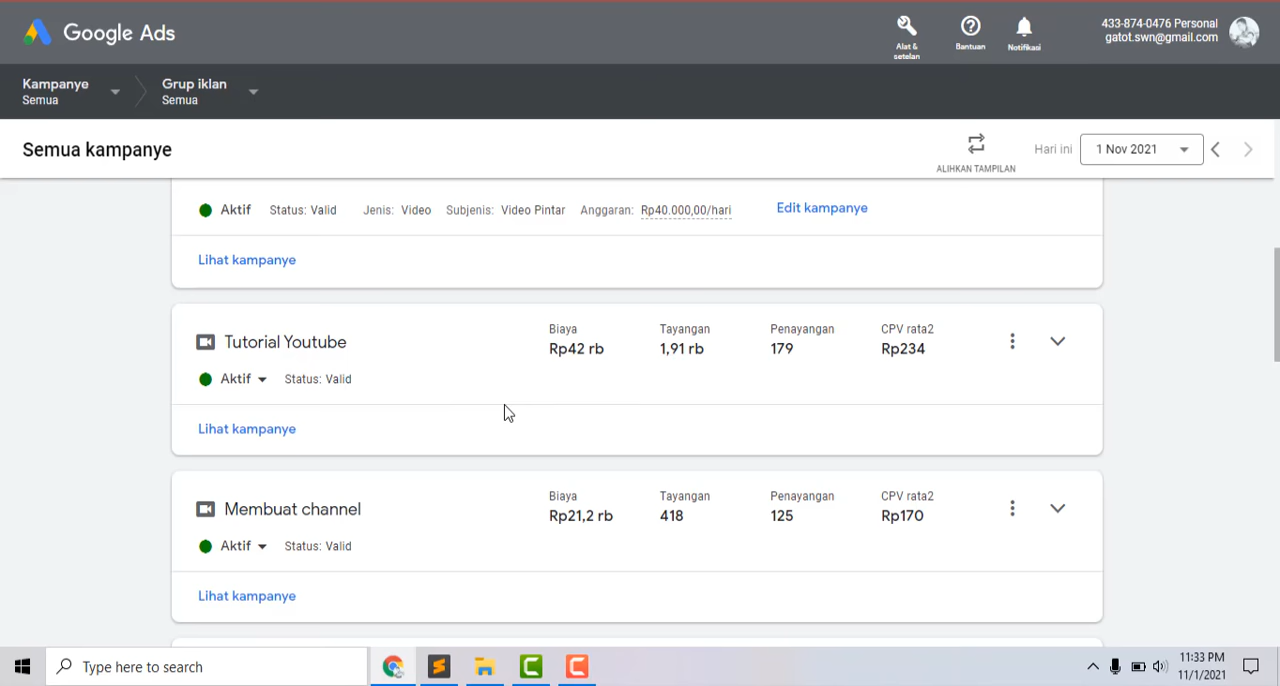 Google Ads
Alat & setelan
Bantuan
Notifikasi
433-874-0476 Personal
gatot.swn@gmail.com
Kampanye
Semua
Grup iklan
Semua
Semua kampanye
ALIHKAN TAMPILAN
Hari ini
1 Nov 2021
Aktif Status: Valid Jenis: Video Subjenis: Video Pintar Anggaran: Rp40.000,00/hari Edit kampanye
Lihat kampanye
Tutorial Youtube
Biaya Tayangan Penayangan CPV rata2
Rp42 rb 1,91 rb 179 Rp234
Aktif Status: Valid
Lihat kampanye
Membuat channel
Biaya Tayangan Penayangan CPV rata2
Rp21,2 rb 418 125 Rp170
Aktif Status: Valid
Lihat kampanye
Type here to search
11:33 PM
11/1/2021